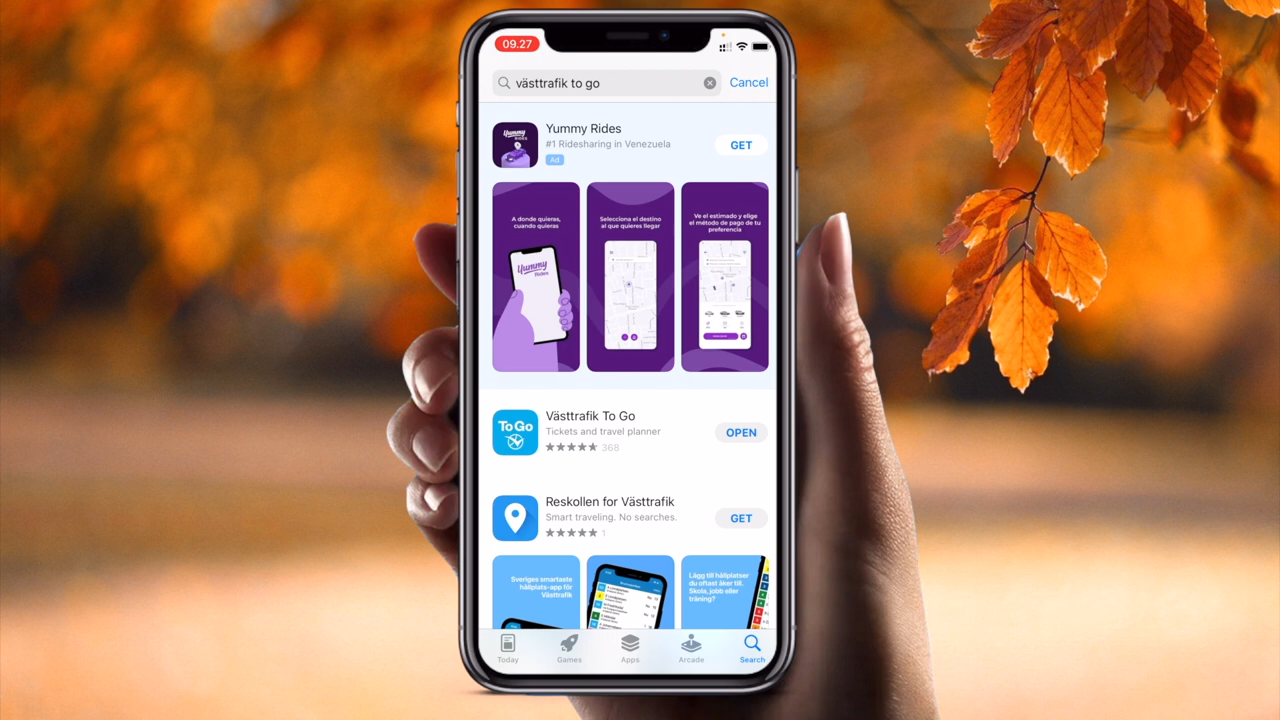 09.27
västtrafik to go
Cancel
Yummy
RIDES
Yummy Rides
#1 Ridesharing in Venezuela
Ad
GET
A donde quieras,
cuando quieras
Yummy
Rides
Selecciona el destino
al que quieres llegar
Ve el estimado y elige
el método de pago de tu
preferencia
To Go
Västtrafik To Go
Tickets and travel planner
368
OPEN
Reskollen for Västtrafik
Smart traveling. No searches.
1
GET
Sveriges smartaste
hållplats-app för
Västtrafik
Lägg till hållplatser
du oftast åker till.
Skola, jobb eller
träning?
Today
Games
Apps
Arcade
Search